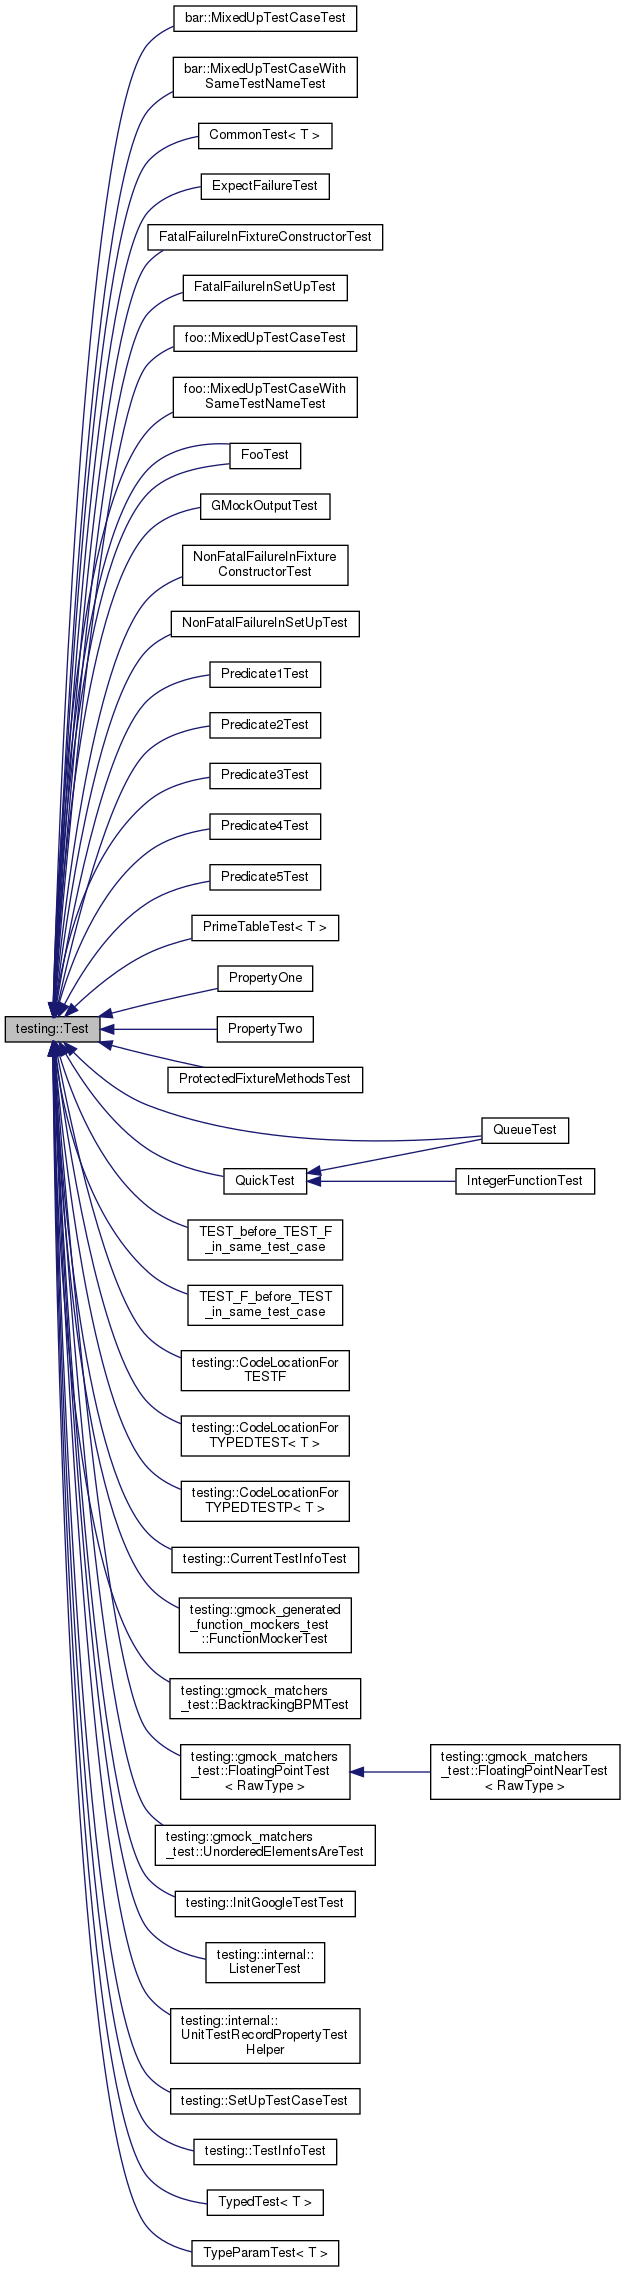 bar::MixedUpTestCaseTest
bar::MixedUpTestCaseWith
SameTestNameTest
CommonTest< T >
ExpectFailureTest
FatalFailureInFixtureConstructorTest
FatalFailureInSetUpTest
foo::MixedUpTestCaseTest
foo::MixedUpTestCaseWith
SameTestNameTest
FooTest
GMockOutputTest
NonFatalFailureInFixture
ConstructorTest
NonFatalFailureInSetUpTest
Predicate1Test
Predicate2Test
Predicate3Test
Predicate4Test
Predicate5Test
PrimeTableTest< T >
PropertyOne
testing::Test
PropertyTwo
ProtectedFixtureMethodsTest
QueueTest
QuickTest
IntegerFunctionTest
TEST_before_TEST_F
_in_same_test_case
TEST_F_before_TEST
_in_same_test_case
testing::CodeLocationFor
TESTF
testing::CodeLocationFor
TYPEDTEST< T >
testing::CodeLocationFor
TYPEDTESTP< T >
testing::CurrentTestInfoTest
testing::gmock_generated
_function_mockers_test
::FunctionMockerTest
testing::gmock_matchers
_test::BacktrackingBPMTest
testing::gmock_matchers
_test::FloatingPointTest
< RawType >
testing::gmock_matchers
_test::FloatingPointNearTest
< RawType >
testing::gmock_matchers
_test::UnorderedElementsAreTest
testing::InitGoogleTestTest
testing::internal::
ListenerTest
testing::internal::
UnitTestRecordPropertyTest
Helper
testing::SetUpTestCaseTest
testing::TestInfoTest
TypedTest< T >
TypeParamTest< T >